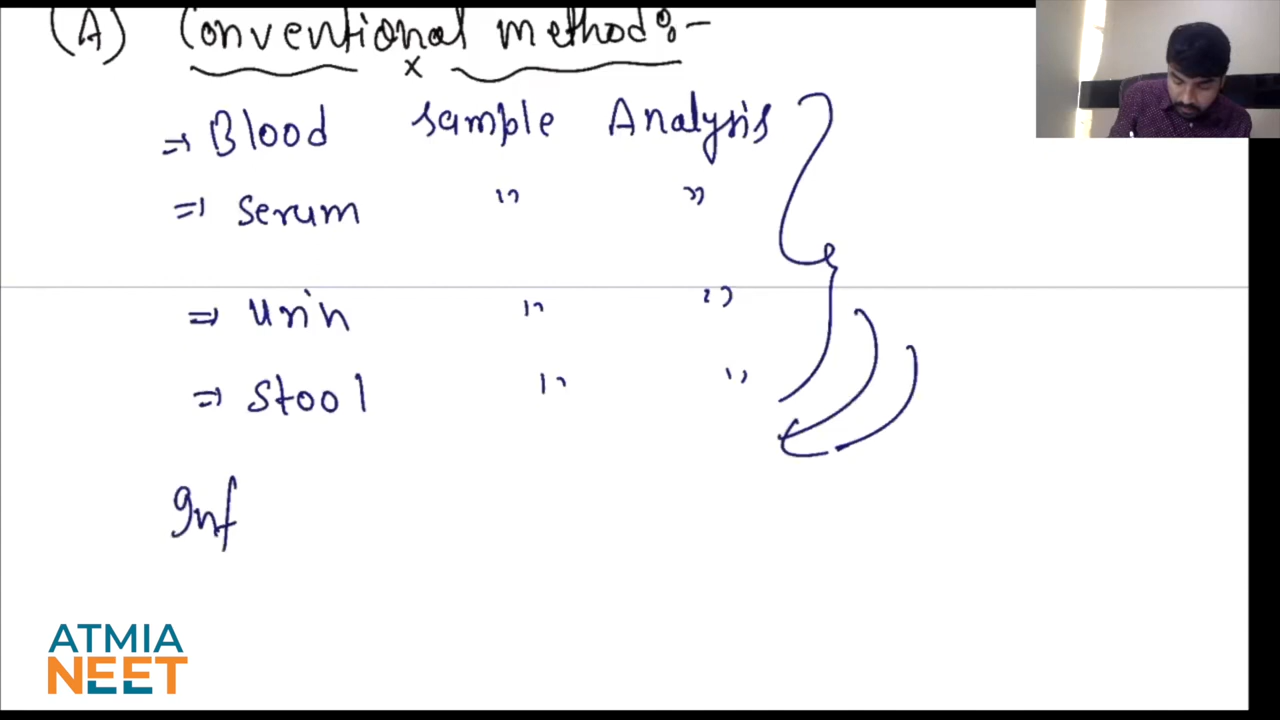 (A) Conventional method:-
x
⇒ Blood sample Analysis
⇒ Serum " "
⇒ Urin " "
⇒ Stool " "
Inf
ATMIA
NEET